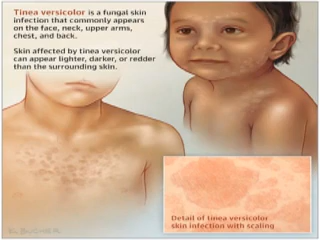 Tinea versicolor is a fungal skin
infection that commonly appears
on the face, neck, upper arms,
chest, and back.
Skin affected by tinea versicolor
can appear lighter, darker, or redder
than the surrounding skin.
Detail of tinea versicolor
skin infection with scaling